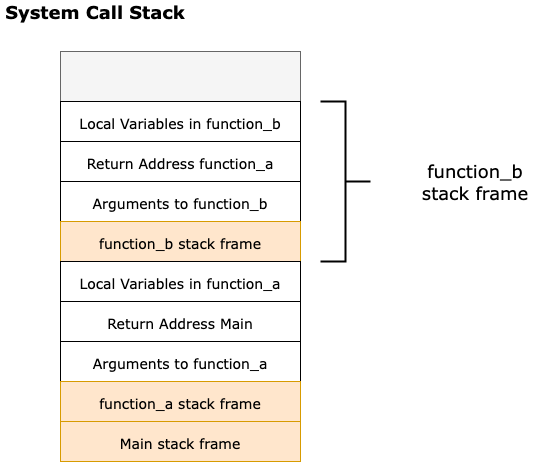 System Call Stack
Local Variables in function_b
Return Address function_a
Arguments to function_b
function_b stack frame
Local Variables in function_a
Return Address Main
Arguments to function_a
function_a stack frame
Main stack frame
function_b
stack frame